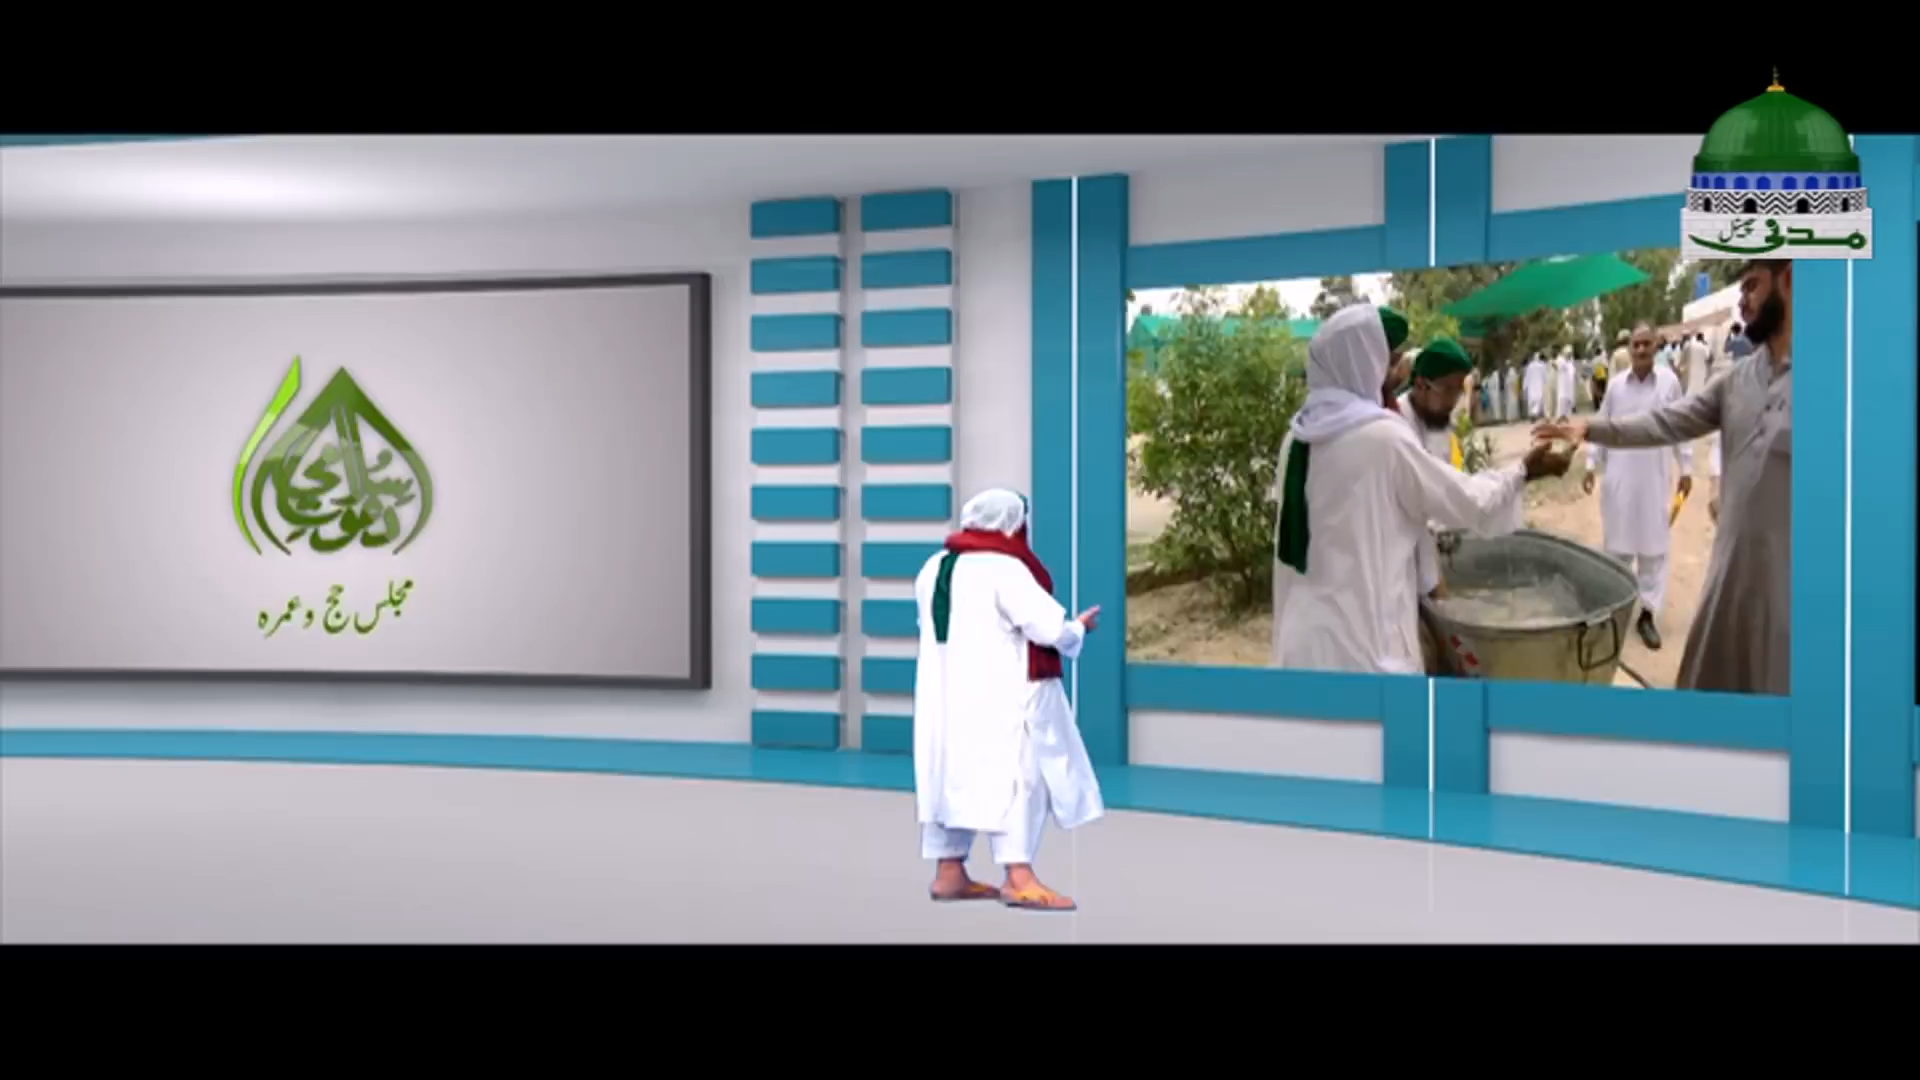 دعوتِ اسلامی
مجلس حج و عمرہ
مدنی چینل